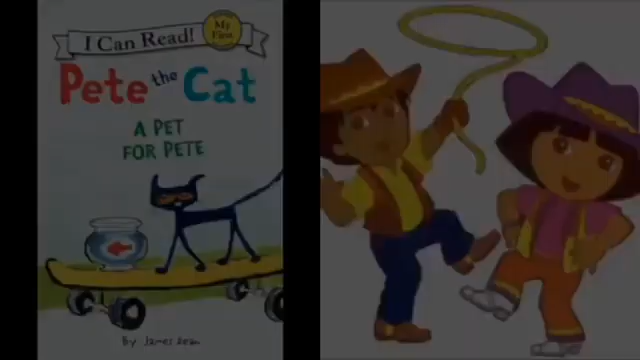 I Can Read!
My
First
Pete the Cat
A PET
FOR PETE
By James Dean